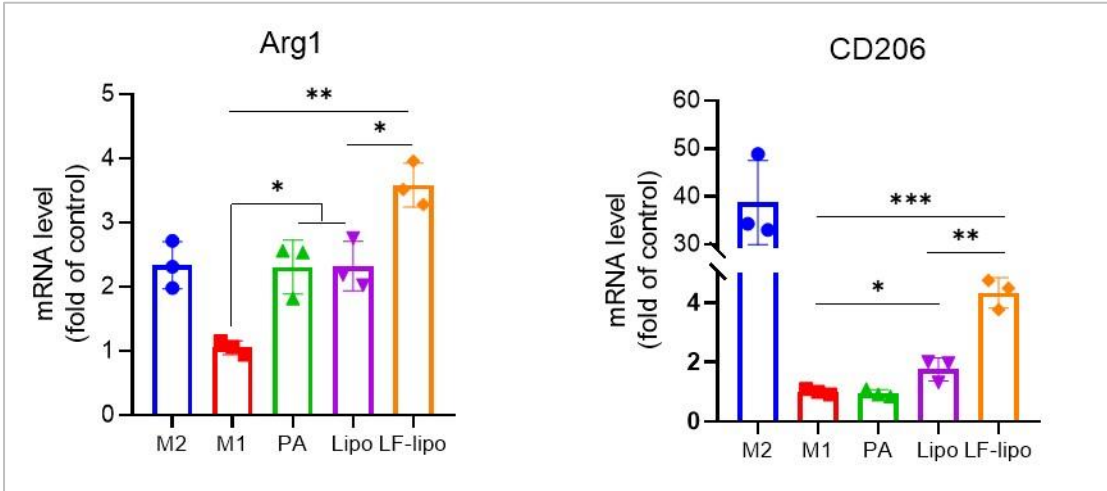 Arg1
mRNA level
(fold of control)
5
4
3
2
1
0
**
*
*
M2 M1 PA Lipo LF-lipo
CD206
mRNA level
(fold of control)
60
50
40
30
4
2
0
***
**
*
M2 M1 PA Lipo LF-lipo